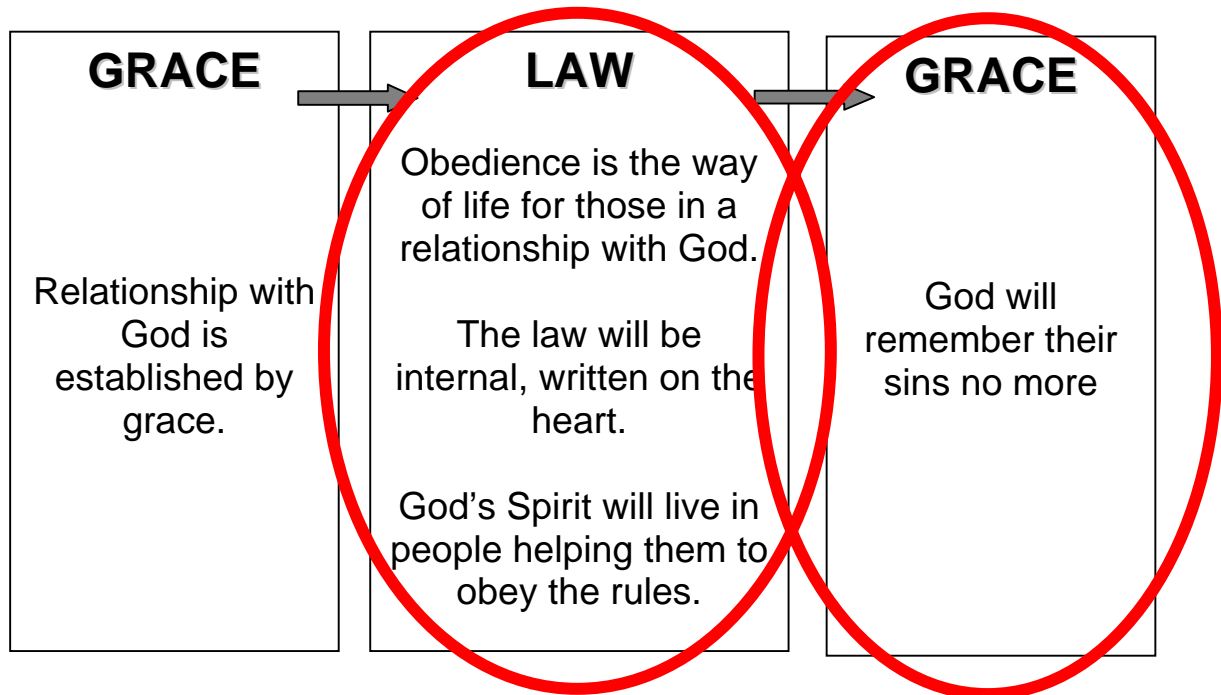 GRACE
Relationship with
God is
established by
grace.
LAW
Obedience is the way
of life for those in a
relationship with God.
The law will be
internal, written on the
heart.
God’s Spirit will live in
people helping them to
obey the rules.
GRACE
God will
remember their
sins no more